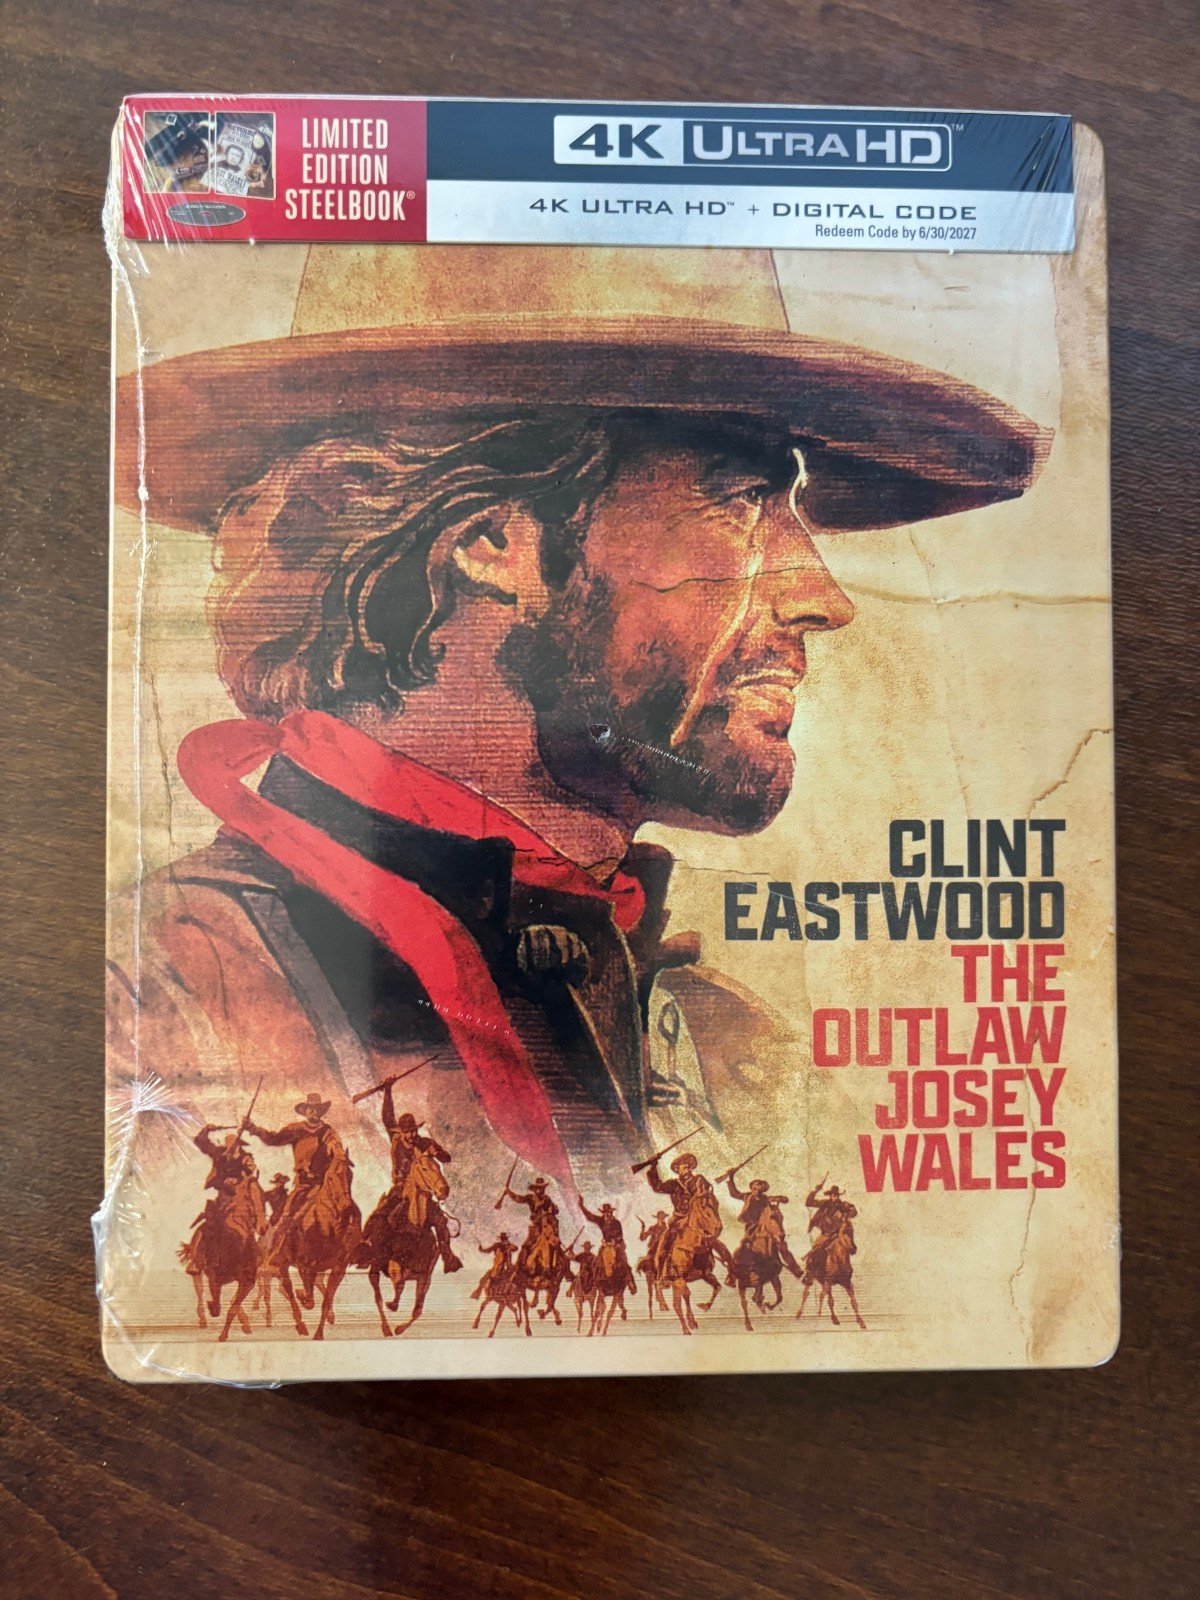 LIMITED
EDITION
STEELBOOK®
4K ULTRA HD™
4K ULTRA HD™ + DIGITAL CODE
Redeem Code by 6/30/2027
CLINT
EASTWOOD
THE
OUTLAW
JOSEY
WALES